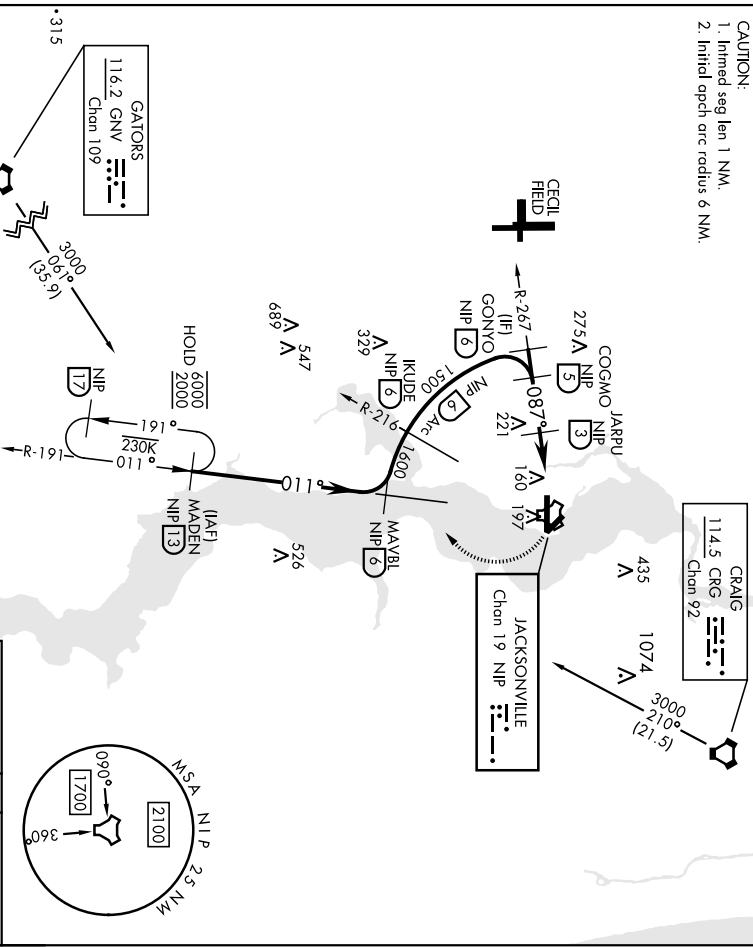 CAUTION:
1. Intmed seg len 1 NM.
2. Initial apch arc radius 6 NM.
315
GATORS
116.2 GNV
Chan 109
3000
061°
(35.9)
CECIL
FIELD
R-267
(IF)
GONYO
NIP 6
275
COGMO
NIP 5
JARPU
NIP 3
087°
221
160
197
1500
NIP 6 Arc
IKUDE
NIP 6
329
R-216
1600
689
547
HOLD 6000
2000
NIP
17
191°
230K
011°
R-191
(IAF)
MADEN
NIP 13
011°
MAVBL
NIP 6
526
435
1074
CRAIG
114.5 CRG
Chan 92
3000
210°
(21.5)
JACKSONVILLE
Chan 19 NIP
MSA NIP 25 NM
090°
1700
2100
360°